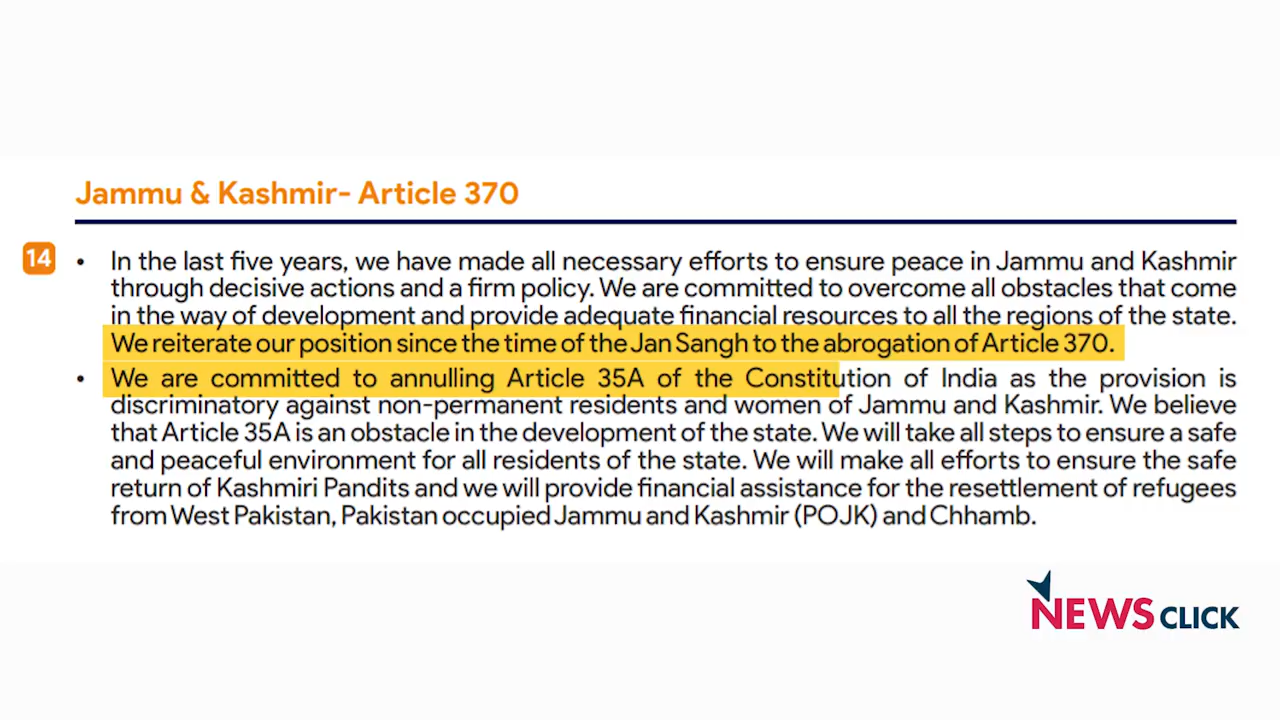 Jammu & Kashmir- Article 370
14
• In the last five years, we have made all necessary efforts to ensure peace in Jammu and Kashmir
through decisive actions and a firm policy. We are committed to overcome all obstacles that come
in the way of development and provide adequate financial resources to all the regions of the state.
We reiterate our position since the time of the Jan Sangh to the abrogation of Article 370.
• We are committed to annulling Article 35A of the Constitution of India as the provision is
discriminatory against non-permanent residents and women of Jammu and Kashmir. We believe
that Article 35A is an obstacle in the development of the state. We will take all steps to ensure a safe
and peaceful environment for all residents of the state. We will make all efforts to ensure the safe
return of Kashmiri Pandits and we will provide financial assistance for the resettlement of refugees
from West Pakistan, Pakistan occupied Jammu and Kashmir (POJK) and Chhamb.
NEWSCLICK